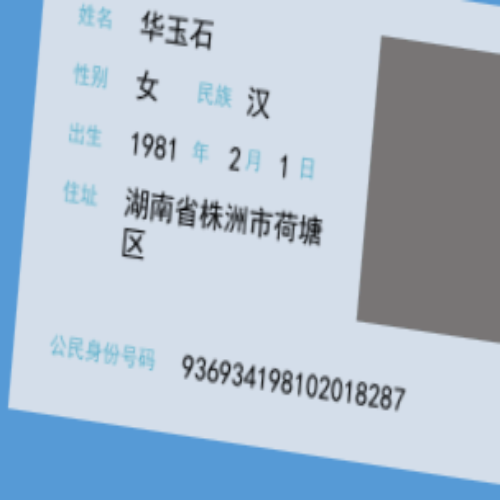 姓名 华玉石
性别 女 民族 汉
出生 1981 年 2 月 1 日
住址 湖南省株洲市荷塘
区
公民身份号码 936934198102018287